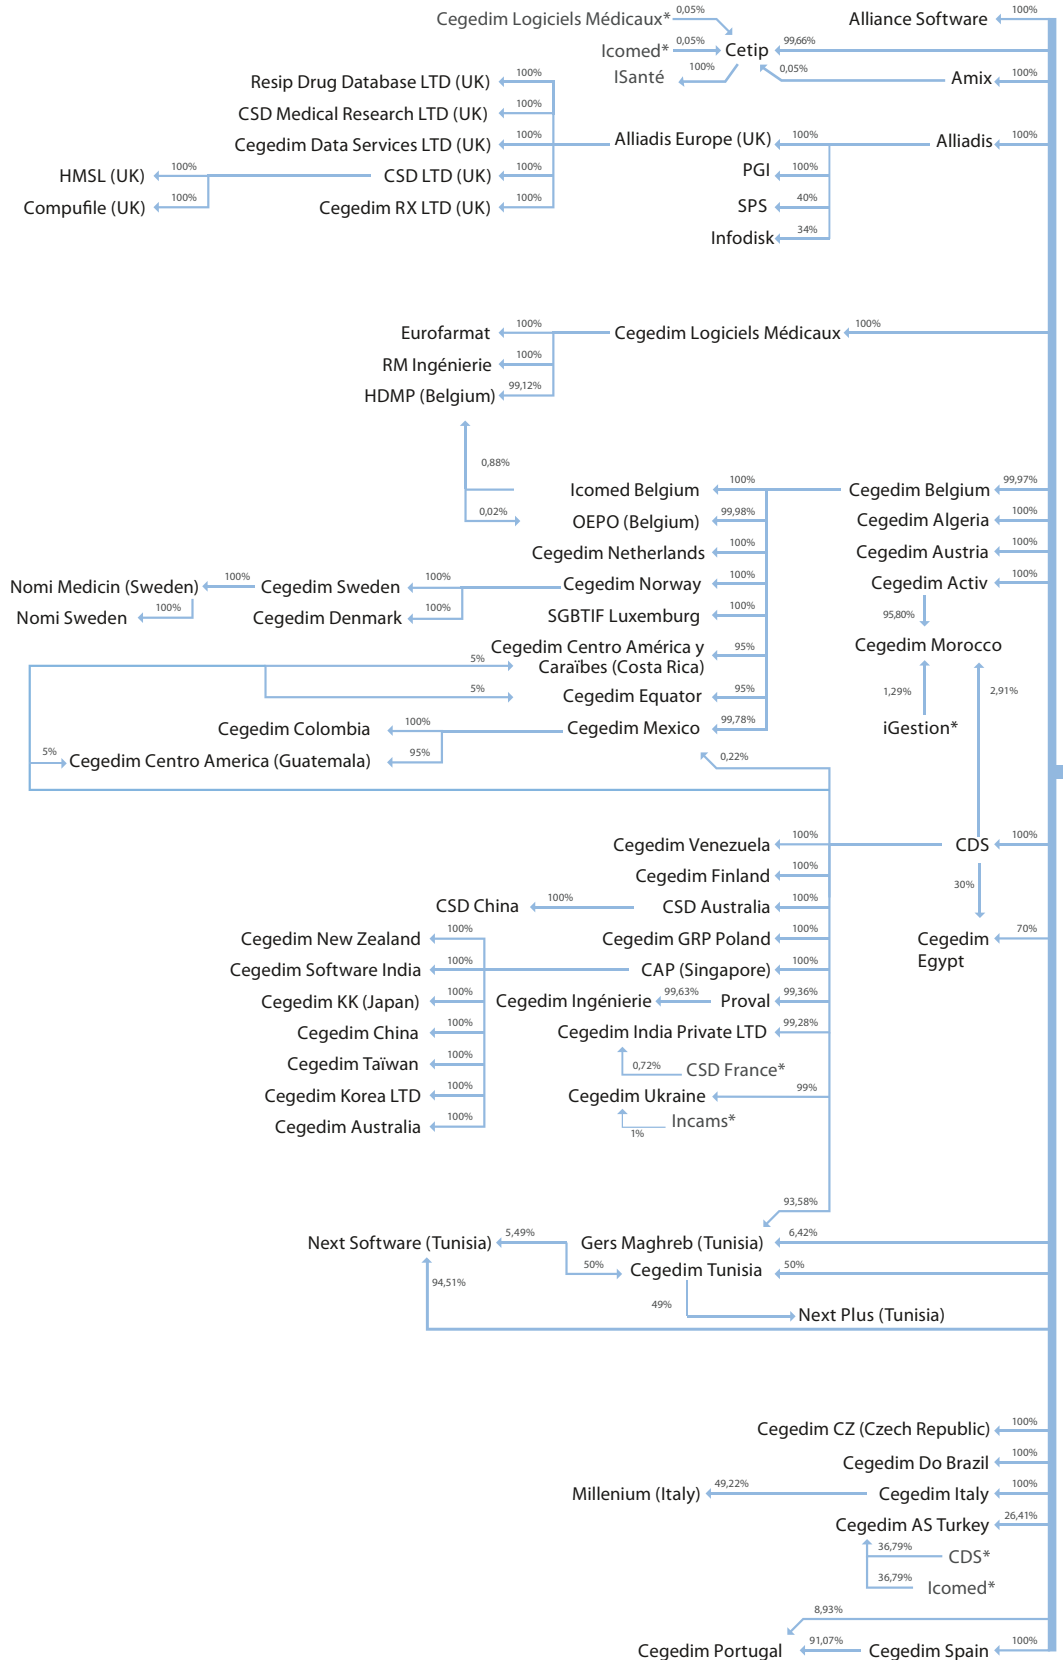 Cegedim Logiciels Médicaux* 0,05% Alliance Software 100%
Icomed* 0,05% Cetip 99,66%
ISanté 100% 0,05% Amix 100%
Resip Drug Database LTD (UK) 100%
CSD Medical Research LTD (UK) 100%
Cegedim Data Services LTD (UK) 100% Alliadis Europe (UK) 100% Alliadis 100%
HMSL (UK) 100% CSD LTD (UK) 100% PGI 100%
Compufile (UK) 100% Cegedim RX LTD (UK) 100% SPS 40%
Infodisk 34%
Eurofarmat 100% Cegedim Logiciels Médicaux 100%
RM Ingénierie 100%
HDMP (Belgium) 99,12%
0,88%
Icomed Belgium 100% Cegedim Belgium 99,97%
0,02% OEPO (Belgium) 99,98% Cegedim Algeria 100%
Cegedim Netherlands 100% Cegedim Austria 100%
Nomi Medicin (Sweden) 100% Cegedim Sweden 100% Cegedim Norway 100% Cegedim Activ 100%
Nomi Sweden 100% Cegedim Denmark 100% SGBTIF Luxemburg 100% 95,80%
Cegedim Centro América y
Caraïbes (Costa Rica) 5% 95% Cegedim Morocco
5% Cegedim Equator 95% 1,29% 2,91%
Cegedim Colombia 100% Cegedim Mexico 99,78% iGestion*
5% Cegedim Centro America (Guatemala) 95% 0,22%
Cegedim Venezuela 100% CDS 100%
Cegedim Finland 100% 30%
CSD China 100% CSD Australia 100%
Cegedim New Zealand 100% Cegedim GRP Poland 100% Cegedim 70%
Egypt
Cegedim Software India 100% CAP (Singapore) 100%
Cegedim KK (Japan) 100% Cegedim Ingénierie 99,63% Proval 99,36%
Cegedim China 100% Cegedim India Private LTD 99,28%
Cegedim Taïwan 100% 0,72% CSD France*
Cegedim Korea LTD 100% Cegedim Ukraine 99%
Cegedim Australia 100% 1% Incams*
93,58%
Next Software (Tunisia) 5,49% Gers Maghreb (Tunisia) 6,42%
94,51% 50% Cegedim Tunisia 50%
49% Next Plus (Tunisia)
Cegedim CZ (Czech Republic) 100%
Cegedim Do Brazil 100%
Millenium (Italy) 49,22% Cegedim Italy 100%
Cegedim AS Turkey 26,41%
36,79% CDS*
36,79% Icomed*
8,93%
Cegedim Portugal 91,07% Cegedim Spain 100%